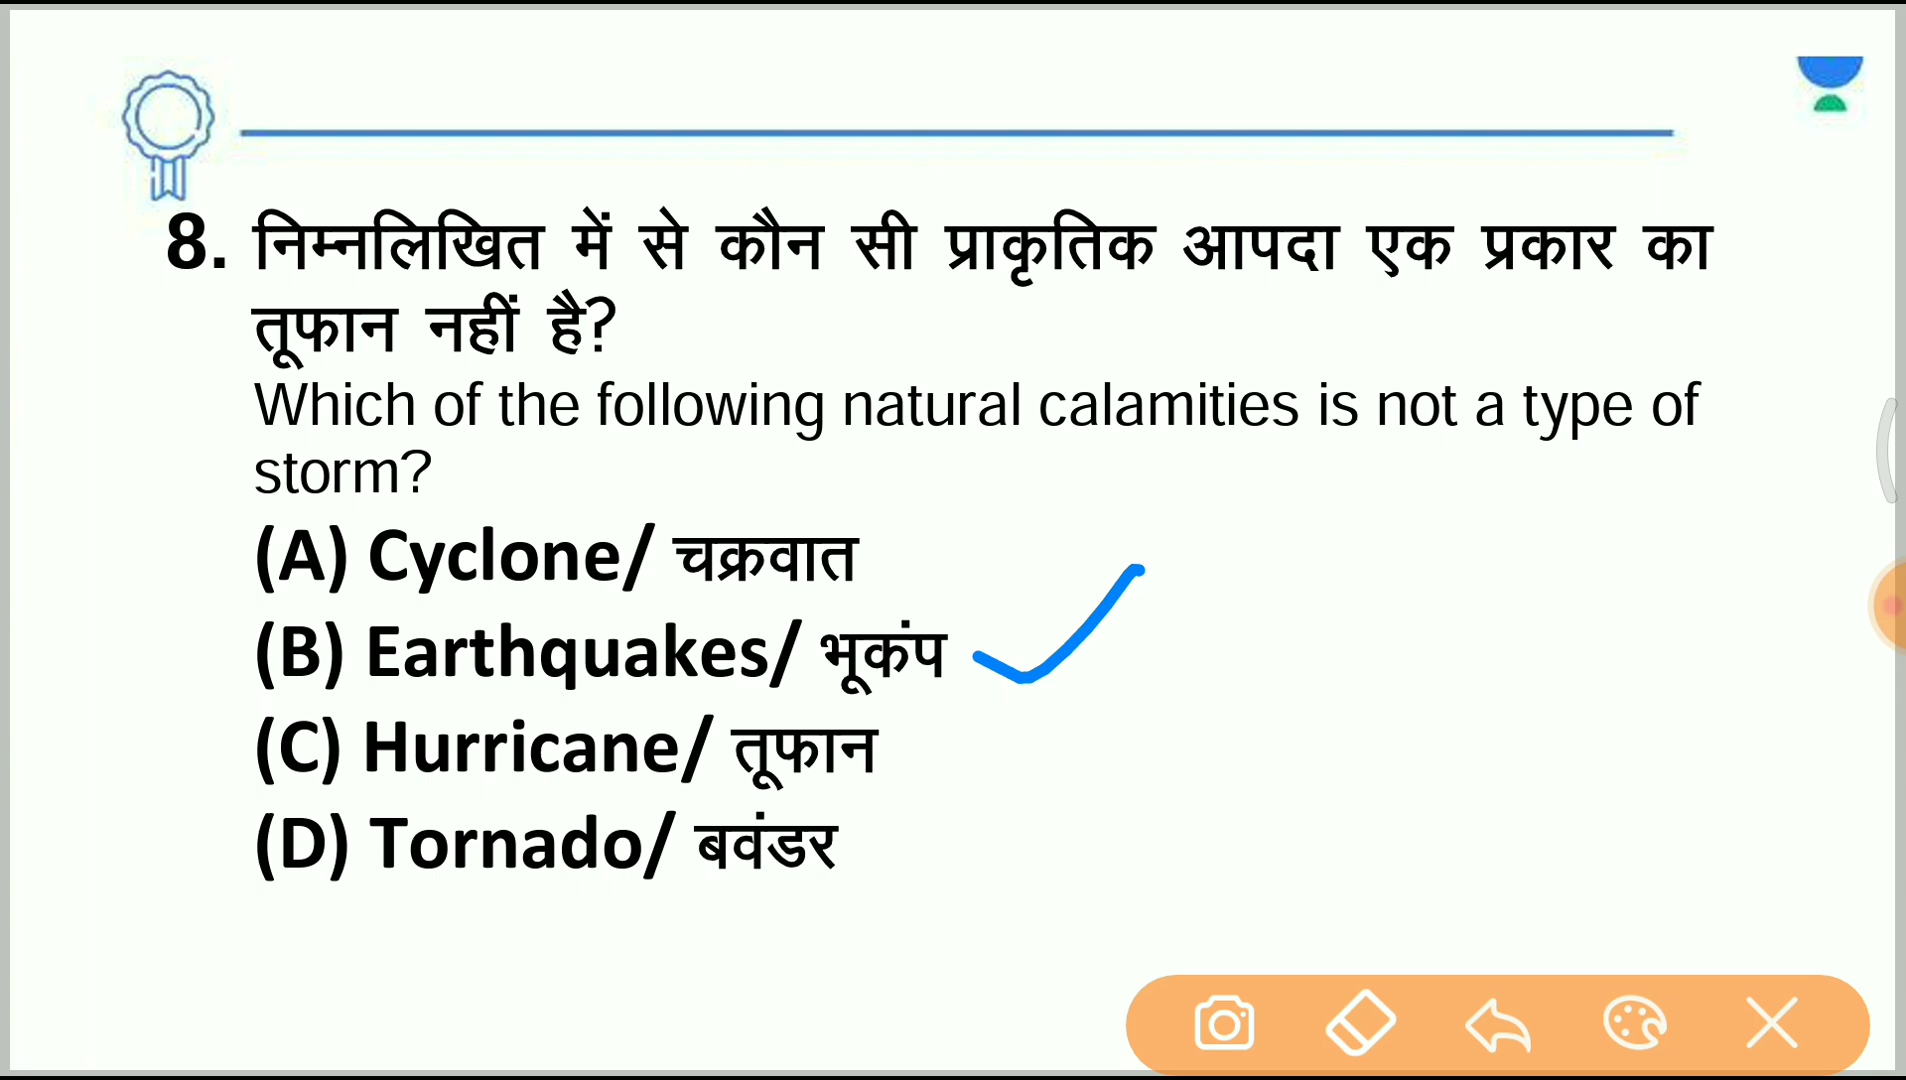 8. निम्नलिखित में से कौन सी प्राकृतिक आपदा एक प्रकार का
तूफान नहीं है?
Which of the following natural calamities is not a type of
storm?
(A) Cyclone/ चक्रवात
(B) Earthquakes/ भूकंप
(C) Hurricane/ तूफान
(D) Tornado/ बवंडर